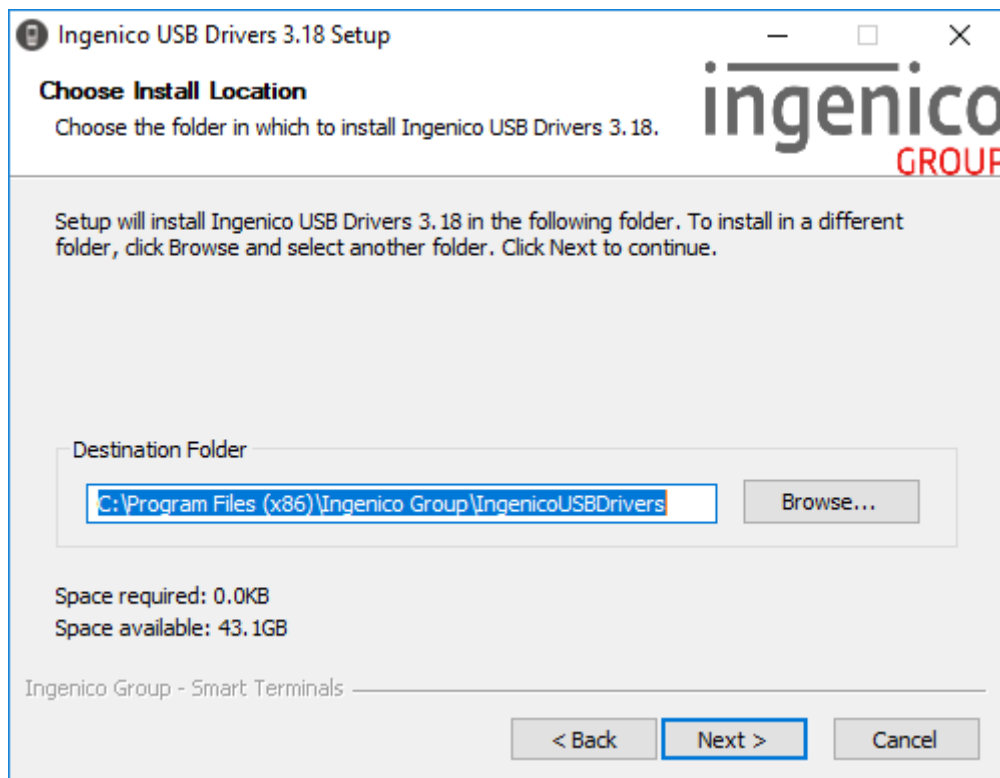 Ingenico USB Drivers 3.18 Setup
Choose Install Location
Choose the folder in which to install Ingenico USB Drivers 3.18.
ingenico
GROUP
Setup will install Ingenico USB Drivers 3.18 in the following folder. To install in a different
folder, click Browse and select another folder. Click Next to continue.
Destination Folder
C:\Program Files (x86)\Ingenico Group\IngenicoUSBDrivers
Browse...
Space required: 0.0KB
Space available: 43.1GB
Ingenico Group - Smart Terminals
< Back
Next >
Cancel